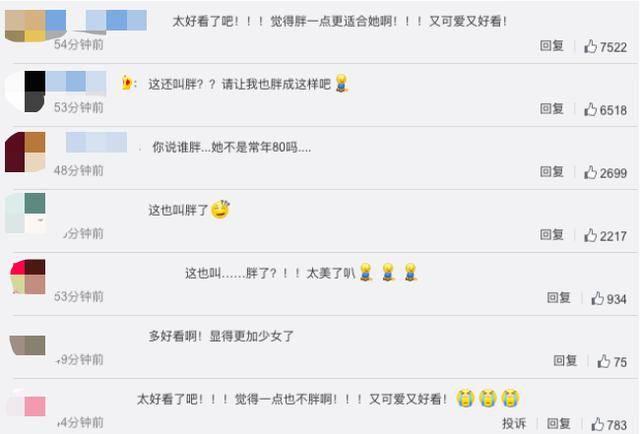 太好看了吧！！！觉得胖一点更适合她啊！！！又可爱又好看！
54分钟前
回复 7522
：这还叫胖？？请让我也胖成这样吧
53分钟前
回复 6518
你说谁胖...她不是常年80吗....
48分钟前
回复 2699
这也叫胖了
分钟前
回复 2217
这也叫……胖了？！！太美了叭
53分钟前
回复 934
多好看啊！显得更加少女了
9分钟前
回复 75
太好看了吧！！！觉得一点也不胖啊！！！又可爱又好看！
4分钟前
投诉 回复 783